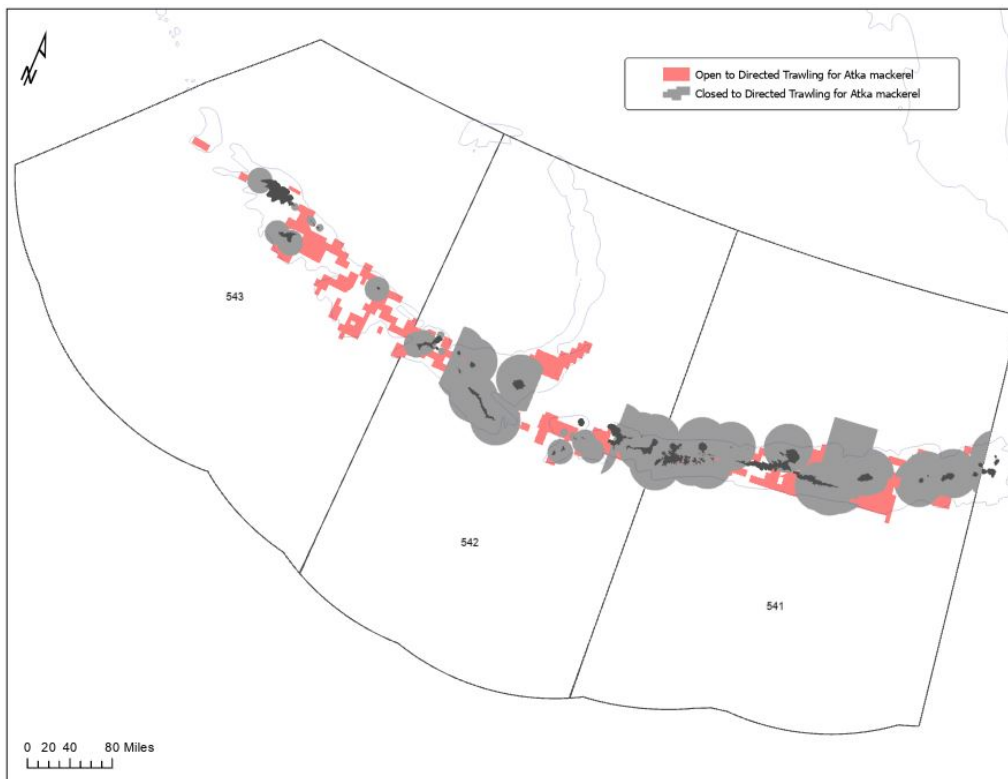 N
Open to Directed Trawling for Atka mackerel
Closed to Directed Trawling for Atka mackerel
543
542
541
0 20 40 80 Miles